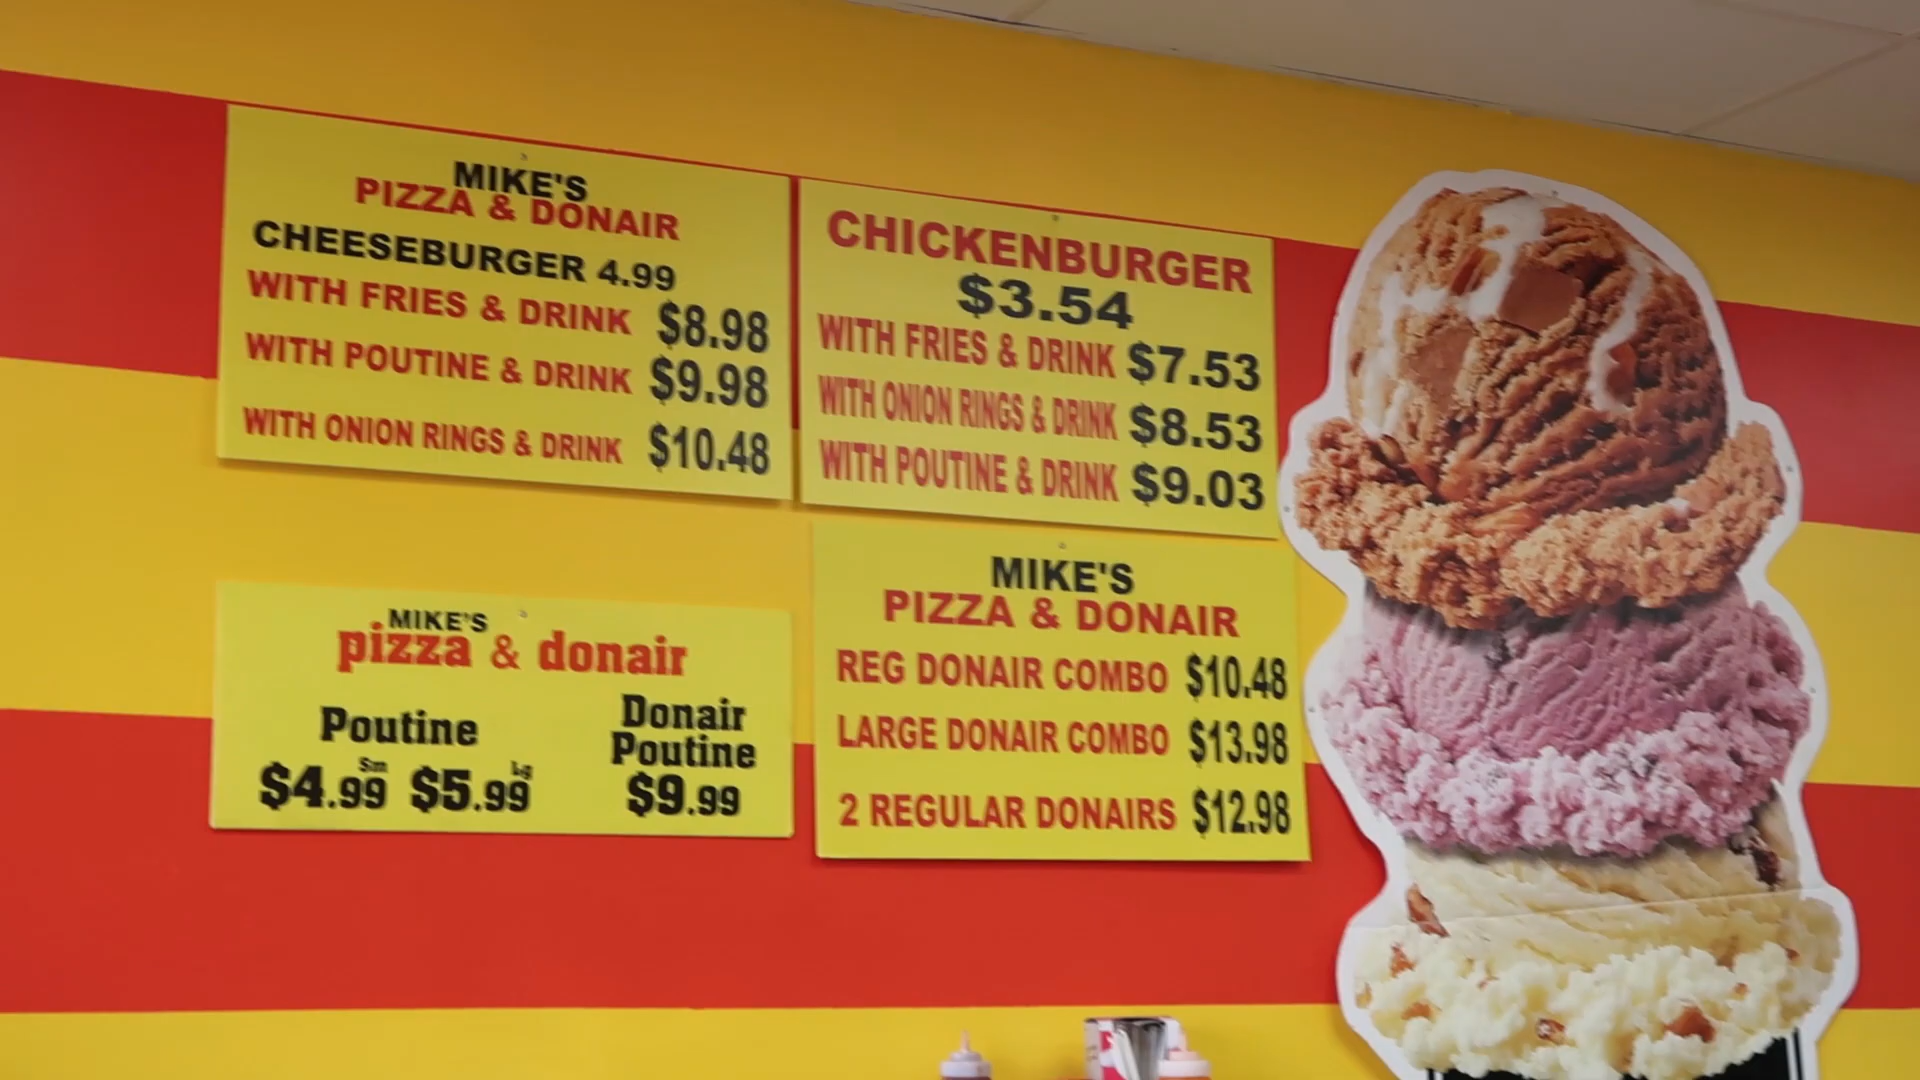 MIKE'S
PIZZA & DONAIR
CHEESEBURGER 4.99
WITH FRIES & DRINK $8.98
WITH POUTINE & DRINK $9.98
WITH ONION RINGS & DRINK $10.48
CHICKENBURGER
$3.54
WITH FRIES & DRINK $7.53
WITH ONION RINGS & DRINK $8.53
WITH POUTINE & DRINK $9.03
MIKE'S
pizza & donair
Poutine
Sm Lg
$4.99 $5.99
Donair
Poutine
$9.99
MIKE'S
PIZZA & DONAIR
REG DONAIR COMBO $10.48
LARGE DONAIR COMBO $13.98
2 REGULAR DONAIRS $12.98